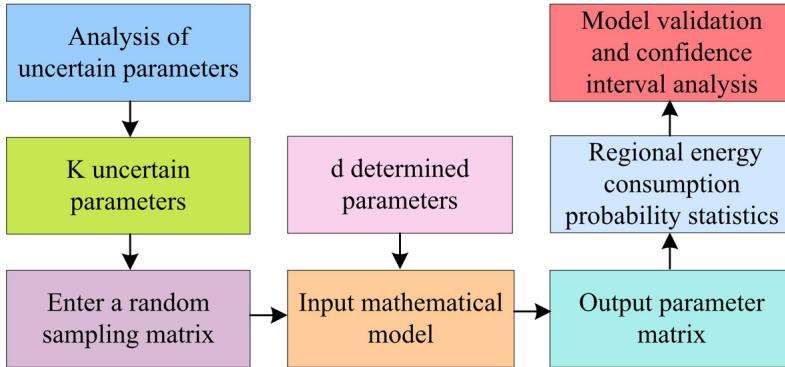 Analysis of
uncertain parameters
K uncertain
parameters
Enter a random
sampling matrix
d determined
parameters
Input mathematical
model
Output parameter
matrix
Regional energy
consumption
probability statistics
Model validation
and confidence
interval analysis